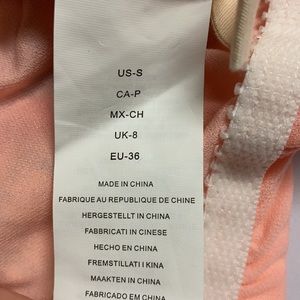 US-S
CA-P
MX-CH
UK-8
EU-36
MADE IN CHINA
FABRIQUE AU REPUBLIQUE DE CHINE
HERGESTELLT IN CHINA
FABBRICATI IN CINESE
HECHO EN CHINA
FREMSTILLATI I KINA
MAAKTEN IN CHINA
FABRICADO EM CHINA